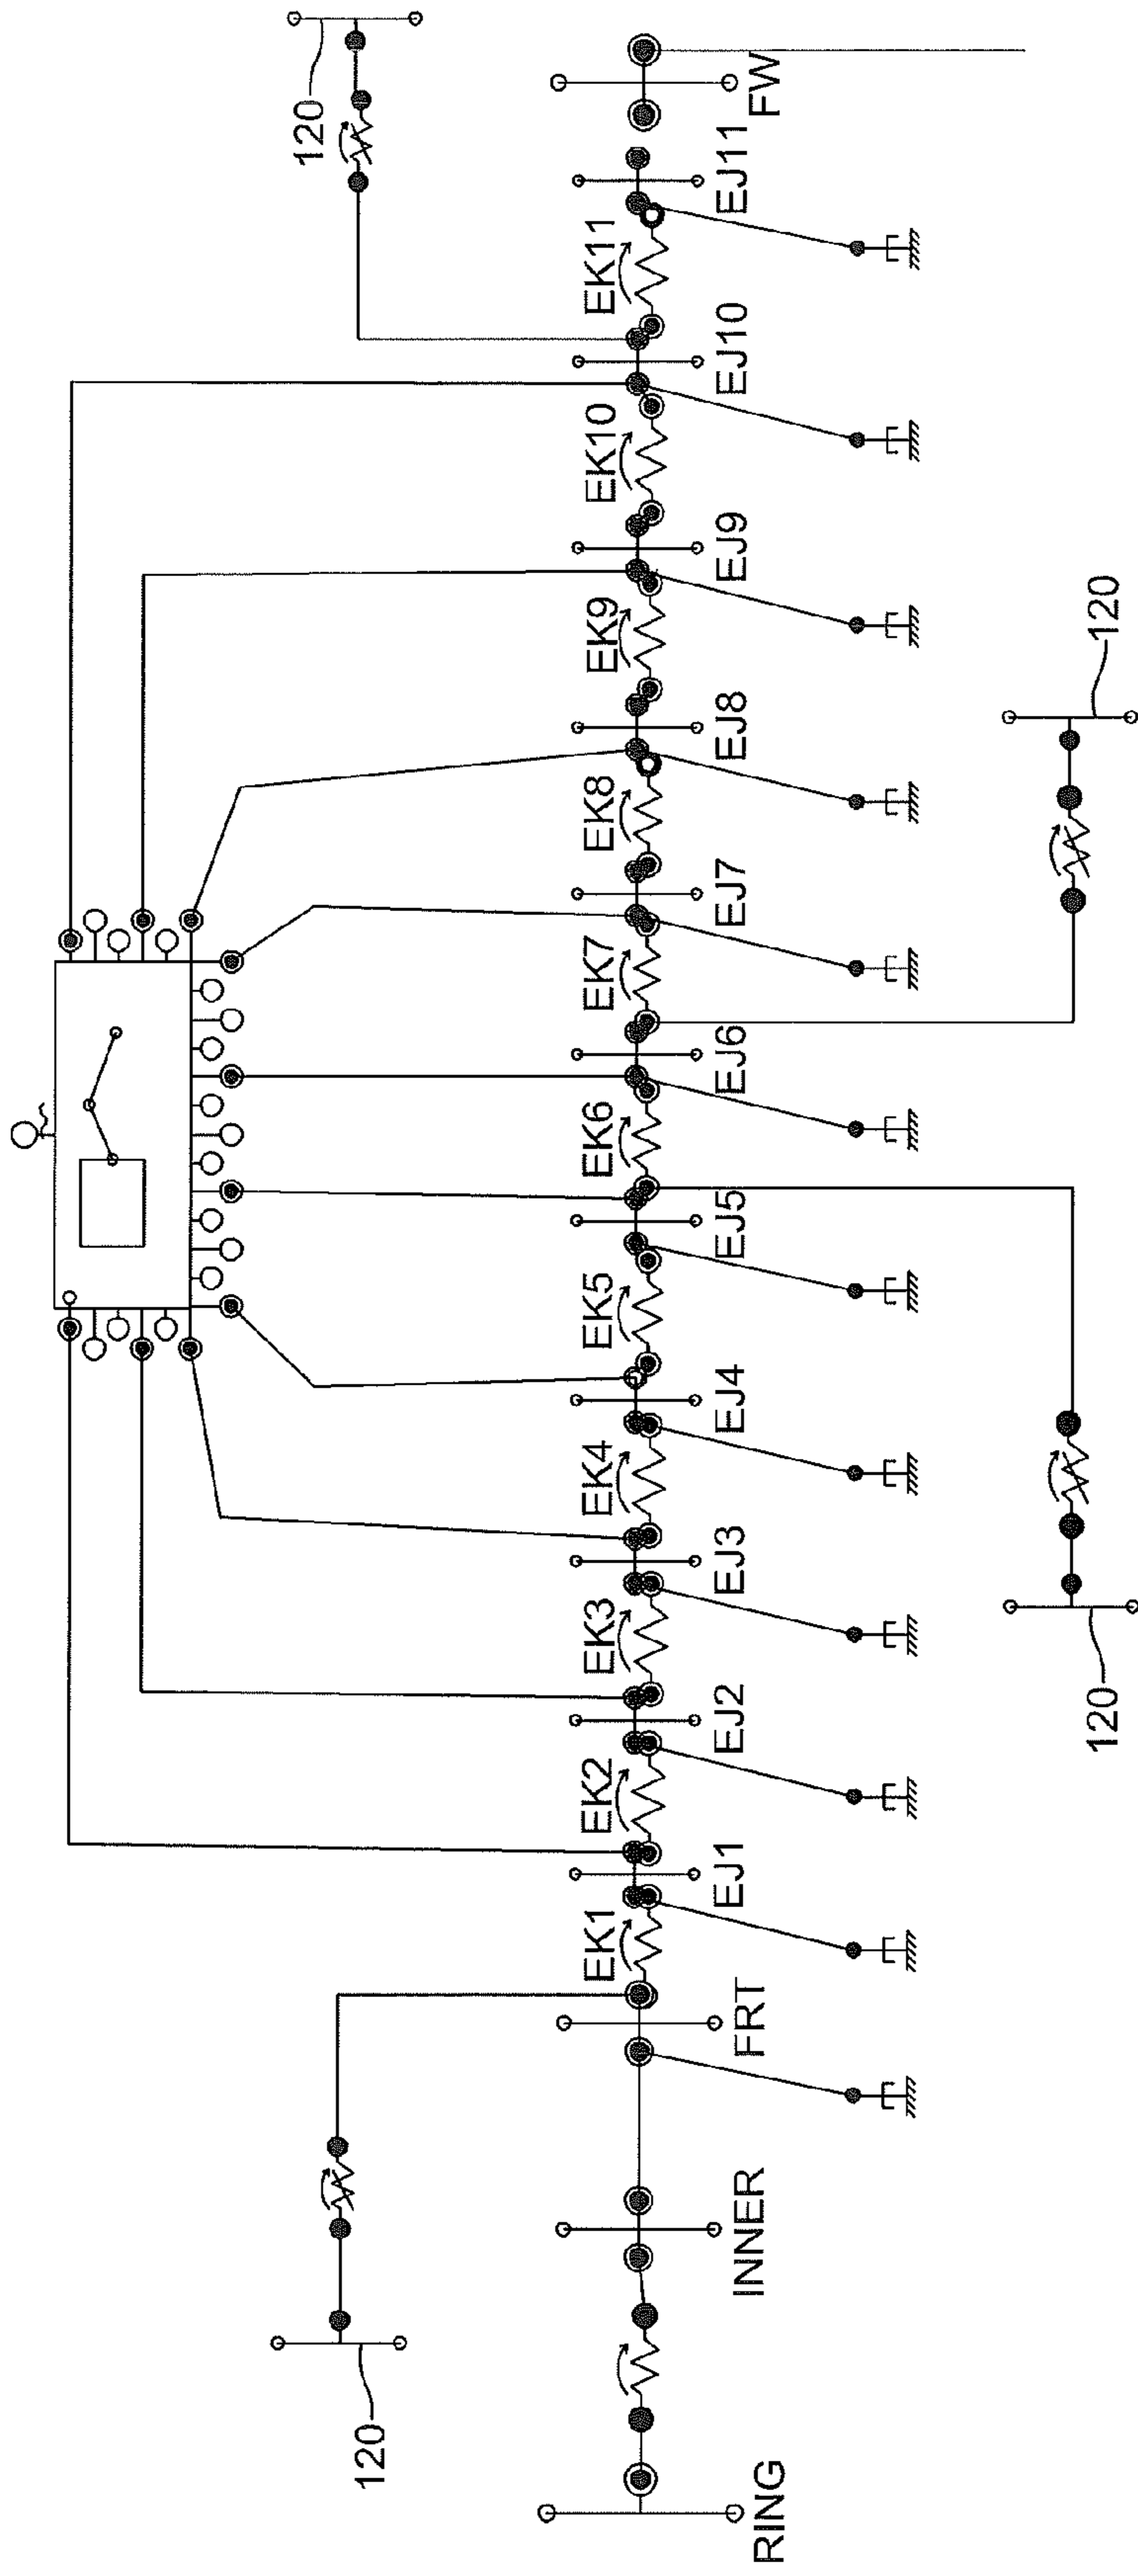 120
120
EK1
EK2
EK3
EK4
EK5
EK6
EK7
EK8
EK9
EK10
EK11
RING
INNER
FRT
EJ1
EJ2
EJ3
EJ4
EJ5
EJ6
EJ7
EJ8
EJ9
EJ10
EJ11
FW
120
120